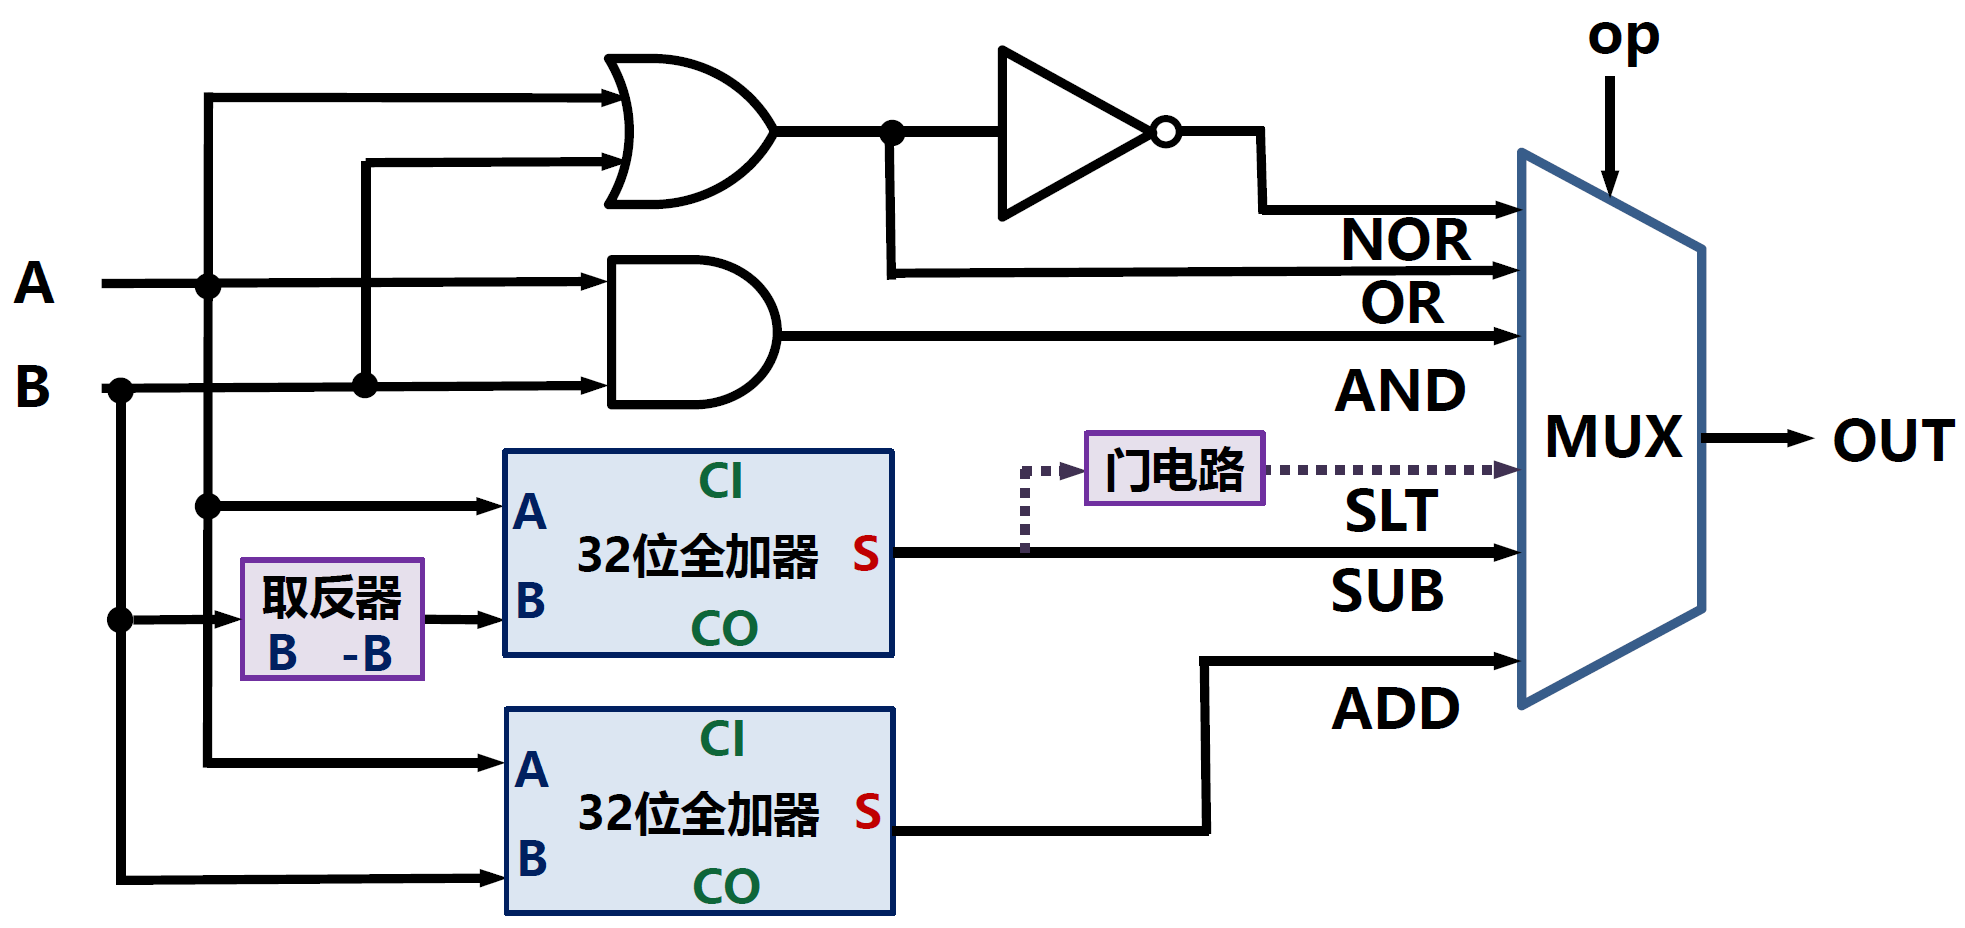 op
A
B
NOR
OR
AND
MUX
OUT
门电路
SLT
SUB
ADD
CI
A
32位全加器 S
B
CO
取反器
B -B
CI
A
32位全加器 S
B
CO